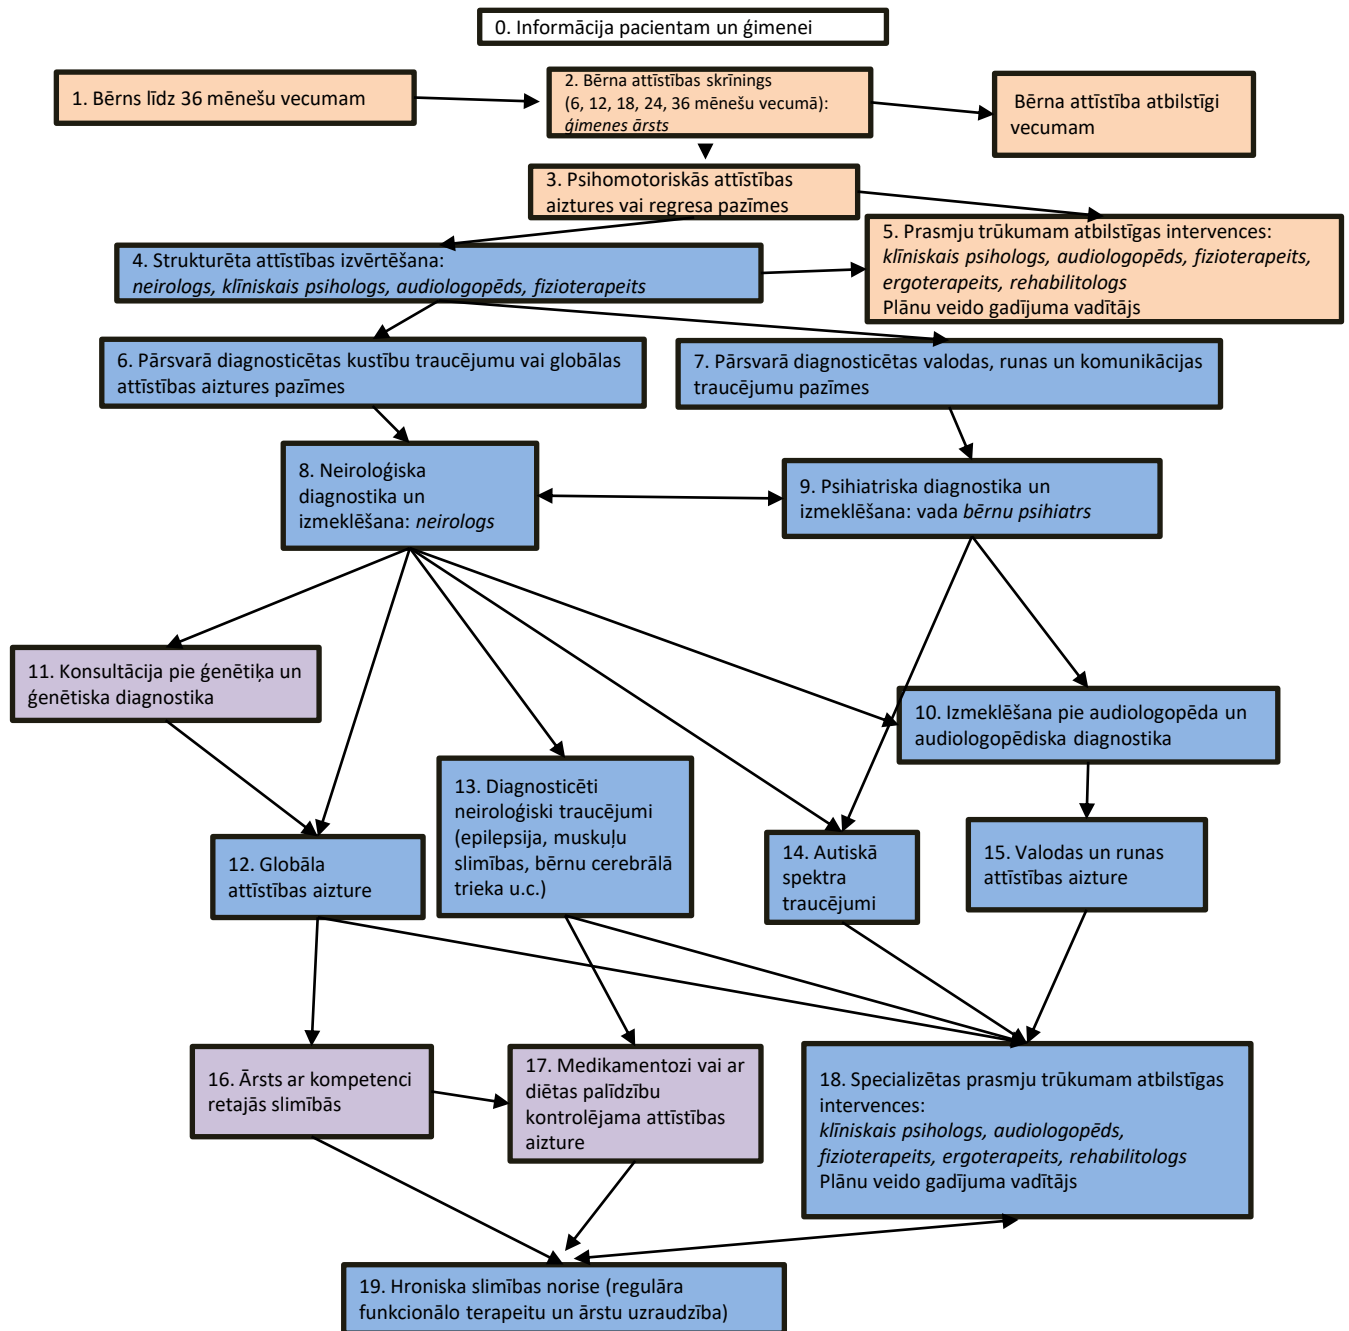 0. Informācija pacientam un ģimenei
1. Bērns līdz 36 mēnešu vecumam
2. Bērna attīstības skrīnings
(6, 12, 18, 24, 36 mēnešu vecumā):
ģimenes ārsts
Bērna attīstība atbilstīgi
vecumam
3. Psihomotoriskās attīstības
aiztures vai regresa pazīmes
4. Strukturēta attīstības izvērtēšana:
neirologs, klīniskais psihologs, audiologopēds, fizioterapeits
5. Prasmju trūkumam atbilstīgas intervences:
klīniskais psihologs, audiologopēds, fizioterapeits,
ergoterapeits, rehabilitologs
Plānu veido gadījuma vadītājs
6. Pārsvarā diagnosticētas kustību traucējumu vai globālas
attīstības aiztures pazīmes
7. Pārsvarā diagnosticētas valodas, runas un komunikācijas
traucējumu pazīmes
8. Neiroloģiska
diagnostika un
izmeklēšana: neirologs
9. Psihiatriska diagnostika un
izmeklēšana: vada bērnu psihiatrs
11. Konsultācija pie ģenētiķa un
ģenētiska diagnostika
10. Izmeklēšana pie audiologopēda un
audiologopēdiska diagnostika
12. Globāla
attīstības aizture
13. Diagnosticēti
neiroloģiski traucējumi
(epilepsija, muskuļu
slimības, bērnu cerebrālā
trieka u.c.)
14. Autiskā
spektra
traucējumi
15. Valodas un runas
attīstības aizture
16. Ārsts ar kompetenci
retajās slimībās
17. Medikamentozi vai ar
diētas palīdzību
kontrolējama attīstības
aizture
18. Specializētas prasmju trūkumam atbilstīgas
intervences:
klīniskais psihologs, audiologopēds,
fizioterapeits, ergoterapeits, rehabilitologs
Plānu veido gadījuma vadītājs
19. Hroniska slimības norise (regulāra
funkcionālo terapeitu un ārstu uzraudzība)